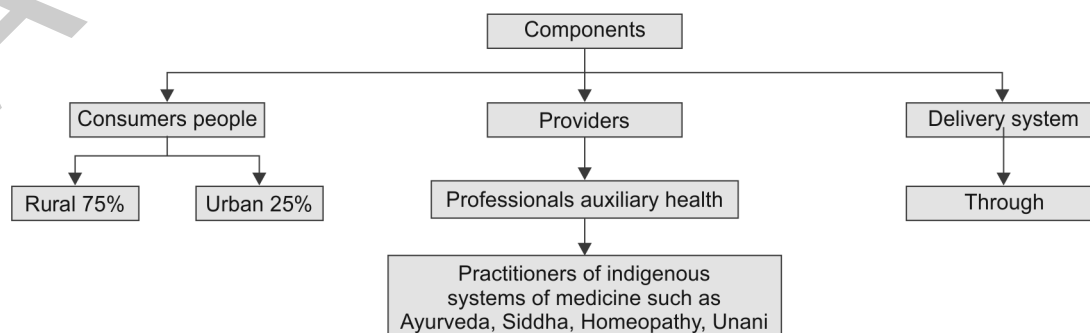 Components
Consumers people
Providers
Delivery system
Rural 75%
Urban 25%
Professionals auxiliary health
Through
Practitioners of indigenous
systems of medicine such as
Ayurveda, Siddha, Homeopathy, Unani